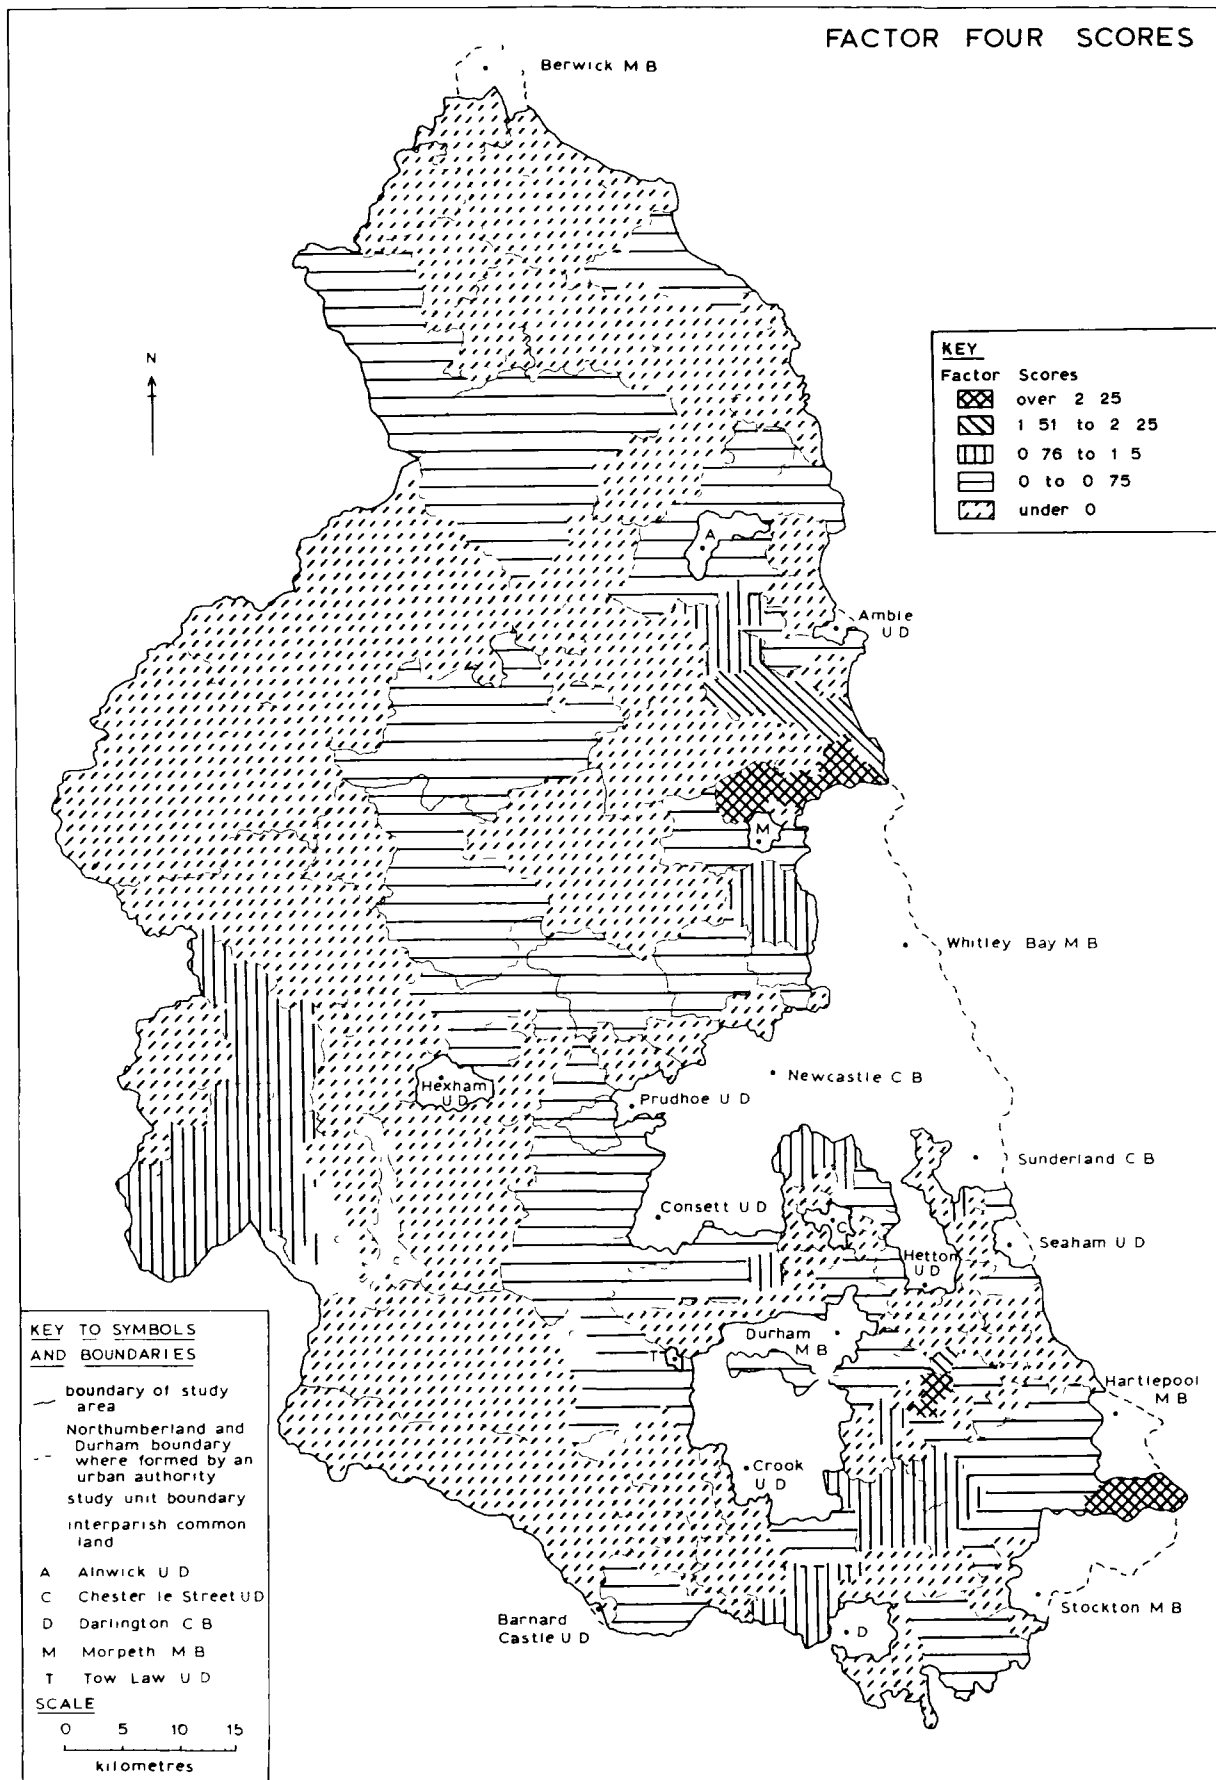 FACTOR FOUR SCORES
Berwick M B
N
KEY
Factor Scores
over 2 25
1 51 to 2 25
0 76 to 1 5
0 to 0 75
under 0
A
Amble
U D
M
Whitley Bay M B
Hexham
U D
Newcastle C B
Prudhoe U D
Sunderland C B
Consett U D
C
Seaham U D
Hetton
U D
Durham
M B
T
Hartlepool
M B
Crook
U D
Stockton M B
Barnard
Castle U D
D
KEY TO SYMBOLS
AND BOUNDARIES
boundary of study
area
Northumberland and
Durham boundary
where formed by an
urban authority
study unit boundary
interparish common
land
A Alnwick U D
C Chester le Street U D
D Darlington C B
M Morpeth M B
T Tow Law U D
SCALE
0 5 10 15
kilometres